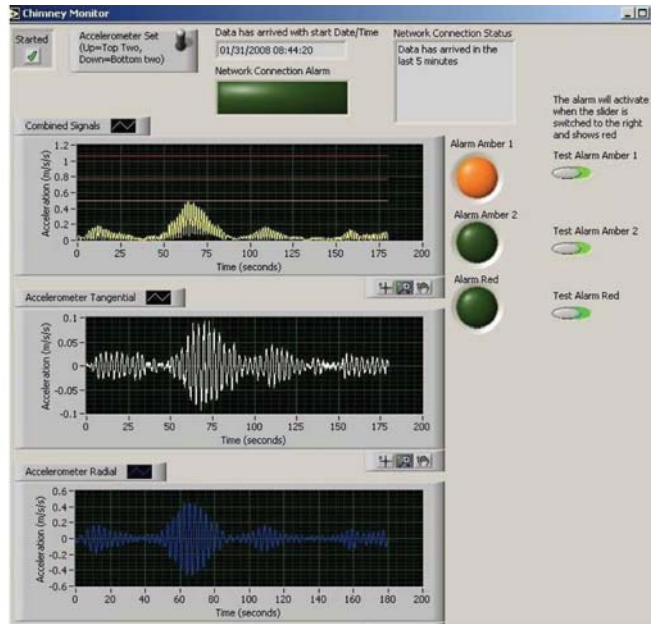 Chimney Monitor
Started
Accelerometer Set
(Up=Top Two,
Down=Bottom two)
Data has arrived with start Date/Time
01/31/2008 08:44:20
Network Connection Alarm
Network Connection Status
Data has arrived in the
last 5 minutes
The alarm will activate
when the slider is
switched to the right
and shows red
Combined Signals
Acceleration (m/s/s)
1.2
1
0.8
0.6
0.4
0.2
0
0 25 50 75 100 125 150 175 200
Time (seconds)
Alarm Amber 1
Test Alarm Amber 1
Alarm Amber 2
Test Alarm Amber 2
Alarm Red
Test Alarm Red
Accelerometer Tangential
Acceleration (m/s/s)
0.1
0.05
0
-0.05
-0.1
0 25 50 75 100 125 150 175 200
Time (seconds)
Accelerometer Radial
Acceleration (m/s/s)
0.6
0.4
0.2
0
-0.2
-0.4
-0.6
0 20 40 60 80 100 120 140 160 180 200
Time (seconds)